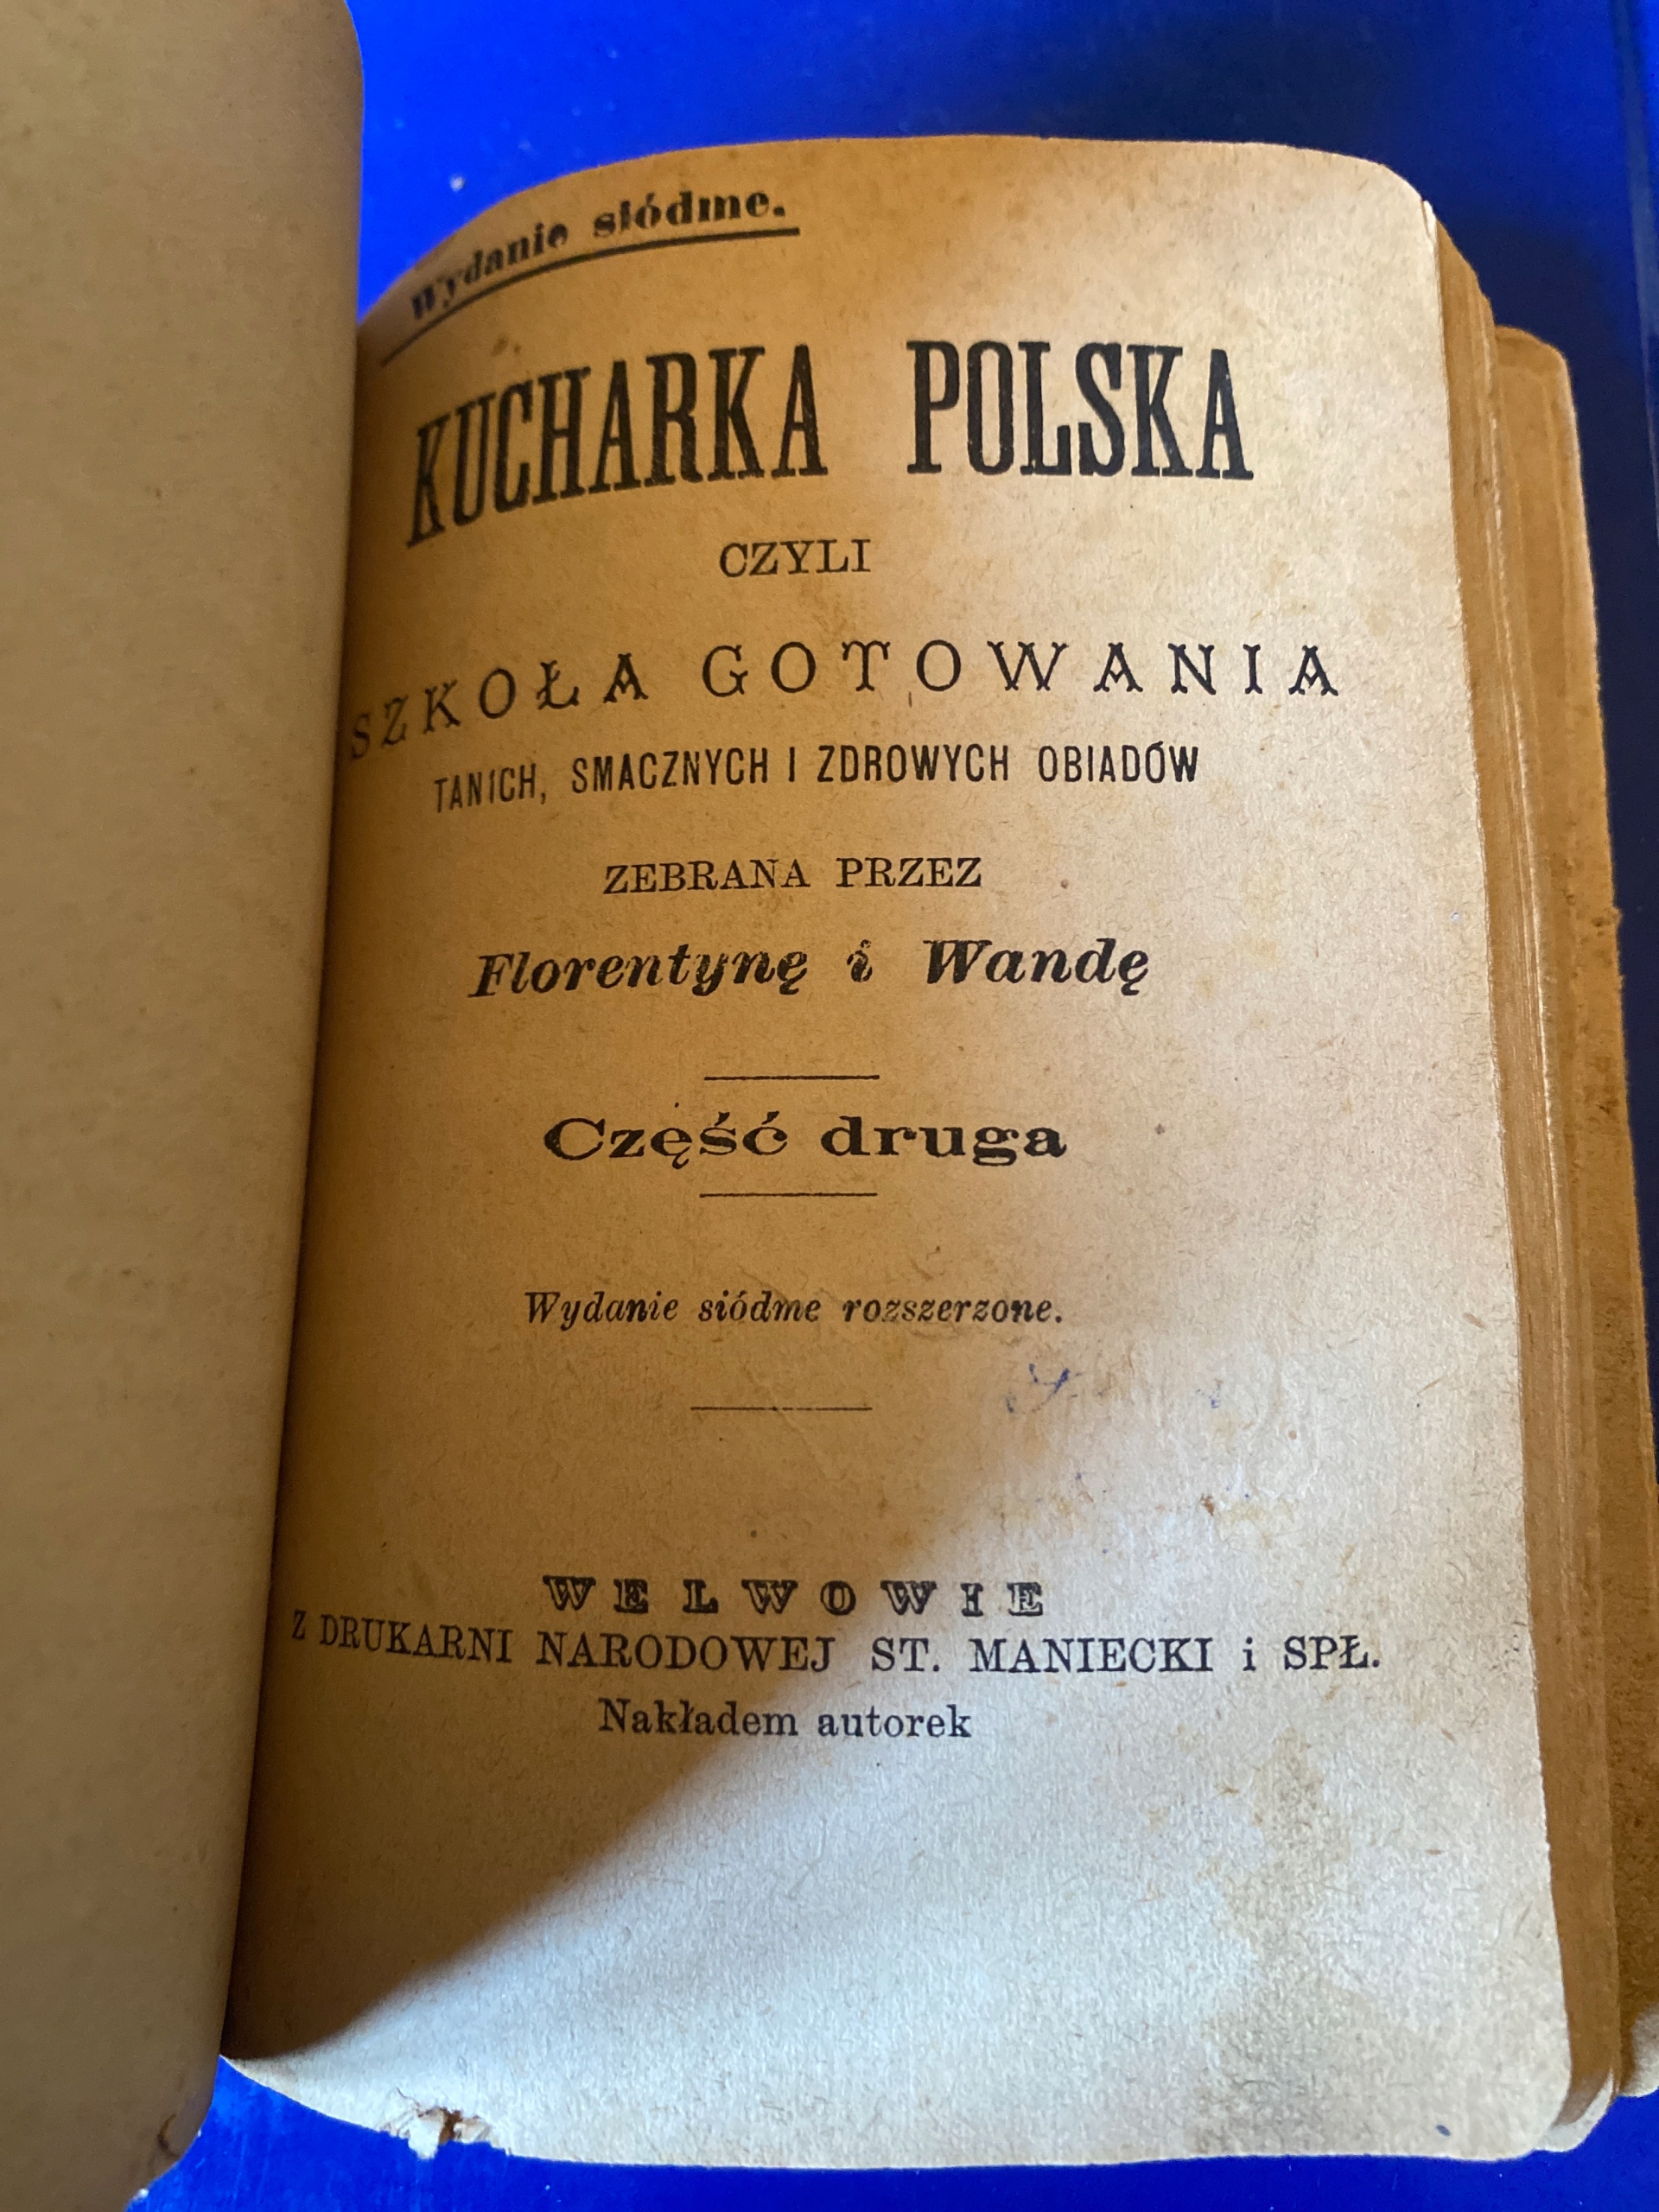 Wydanie siódme.
KUCHARKA POLSKA
CZYLI
SZKOŁA GOTOWANIA
TANICH, SMACZNYCH I ZDROWYCH OBIADÓW
ZEBRANA PRZEZ
Florentynę i Wandę
Część druga
Wydanie siódme rozszerzone.
WE LWOWIE
Z DRUKARNI NARODOWEJ ST. MANIECKI i SPŁ.
Nakładem autorek